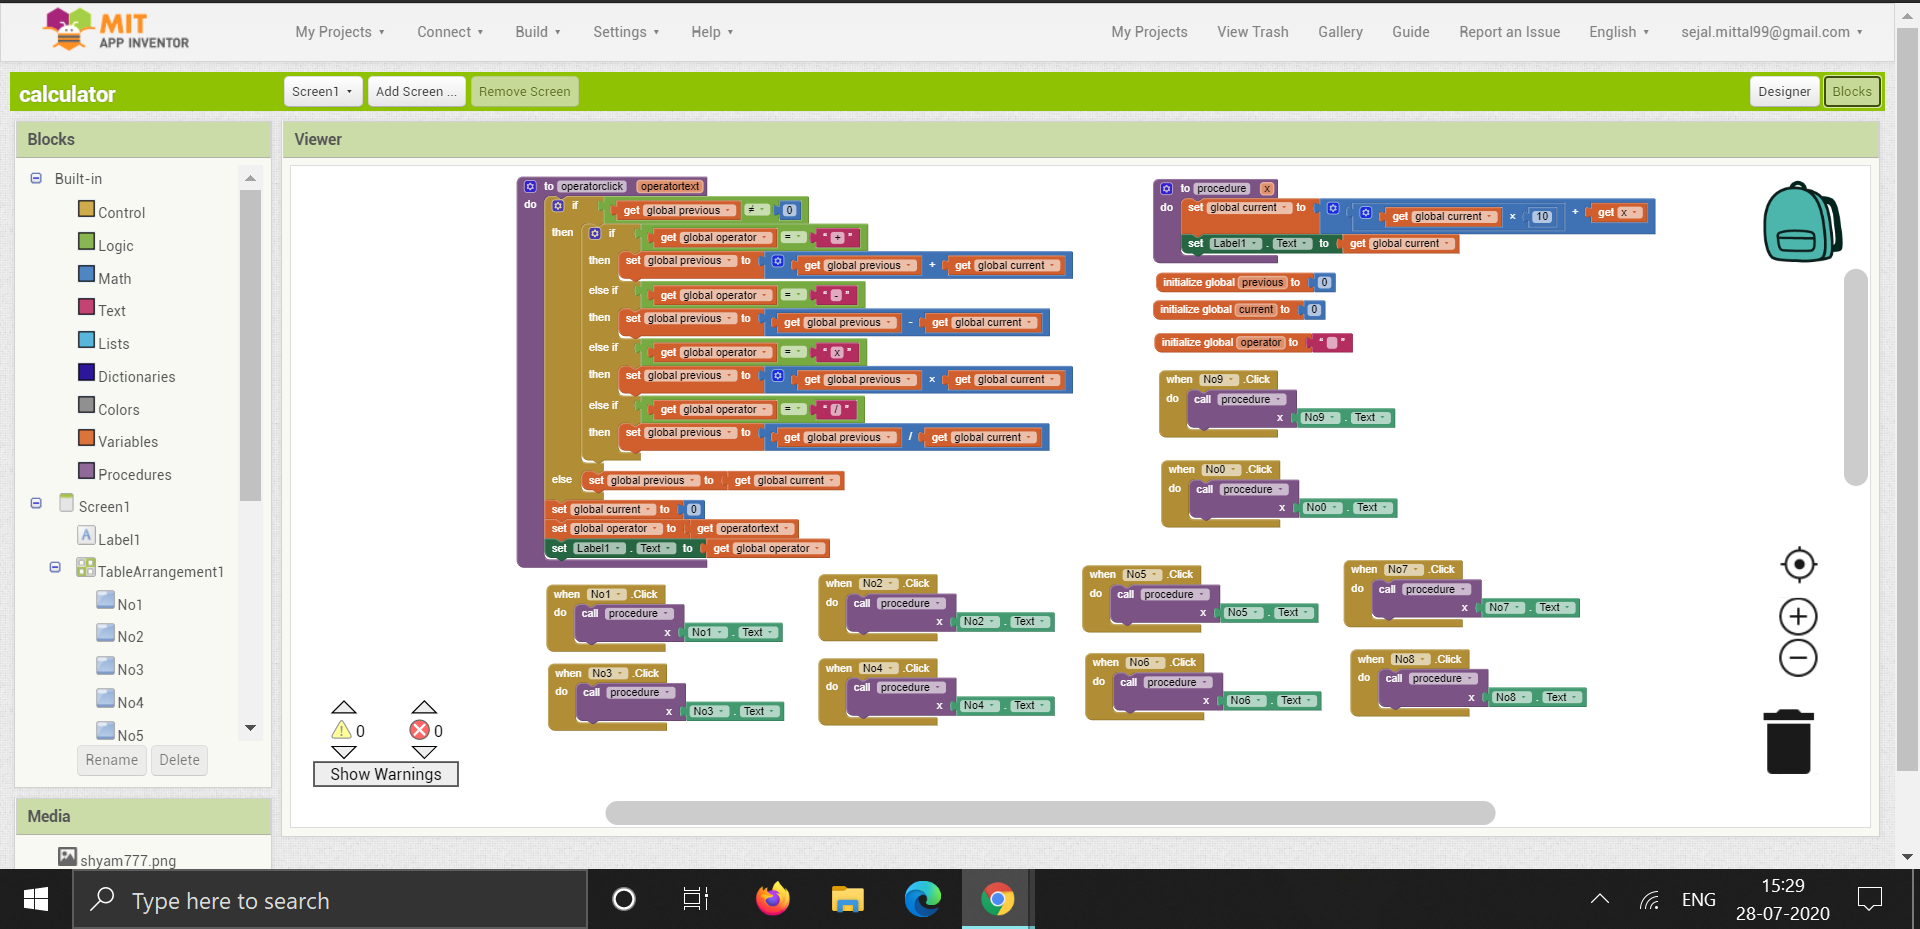 MIT
APP INVENTOR
My Projects Connect Build Settings Help My Projects View Trash Gallery Guide Report an Issue English sejal.mittal99@gmail.com
calculator Screen1 Add Screen ... Remove Screen Designer Blocks
Blocks
Built-in
Control
Logic
Math
Text
Lists
Dictionaries
Colors
Variables
Procedures
Screen1
A Label1
TableArrangement1
No1
No2
No3
No4
No5
Rename Delete
Media
shyam777.png
Viewer
to operatorclick operatortext
do if get global previous ≠ 0
then if get global operator = " + "
then set global previous to get global previous + get global current
else if get global operator = " - "
then set global previous to get global previous - get global current
else if get global operator = " x "
then set global previous to get global previous × get global current
else if get global operator = " / "
then set global previous to get global previous / get global current
else set global previous to get global current
set global current to 0
set global operator to get operatortext
set Label1 . Text to get global operator
to procedure x
do set global current to get global current × 10 + get x
set Label1 . Text to get global current
initialize global previous to 0
initialize global current to 0
initialize global operator to " "
when No9 .Click
do call procedure
x No9 . Text
when No0 .Click
do call procedure
x No0 . Text
when No1 .Click
do call procedure
x No1 . Text
when No2 .Click
do call procedure
x No2 . Text
when No5 .Click
do call procedure
x No5 . Text
when No7 .Click
do call procedure
x No7 . Text
when No3 .Click
do call procedure
x No3 . Text
when No4 .Click
do call procedure
x No4 . Text
when No6 .Click
do call procedure
x No6 . Text
when No8 .Click
do call procedure
x No8 . Text
0 0
Show Warnings
Type here to search
ENG
15:29
28-07-2020